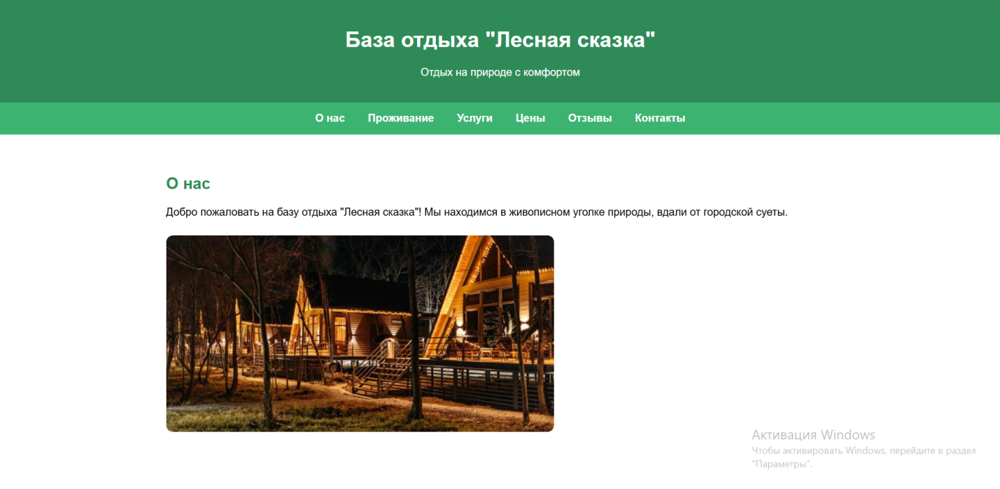 База отдыха "Лесная сказка"
Отдых на природе с комфортом
О нас Проживание Услуги Цены Отзывы Контакты
О нас
Добро пожаловать на базу отдыха "Лесная сказка"! Мы находимся в живописном уголке природы, вдали от городской суеты.
Активация Windows
Чтобы активировать Windows, перейдите в раздел
"Параметры".